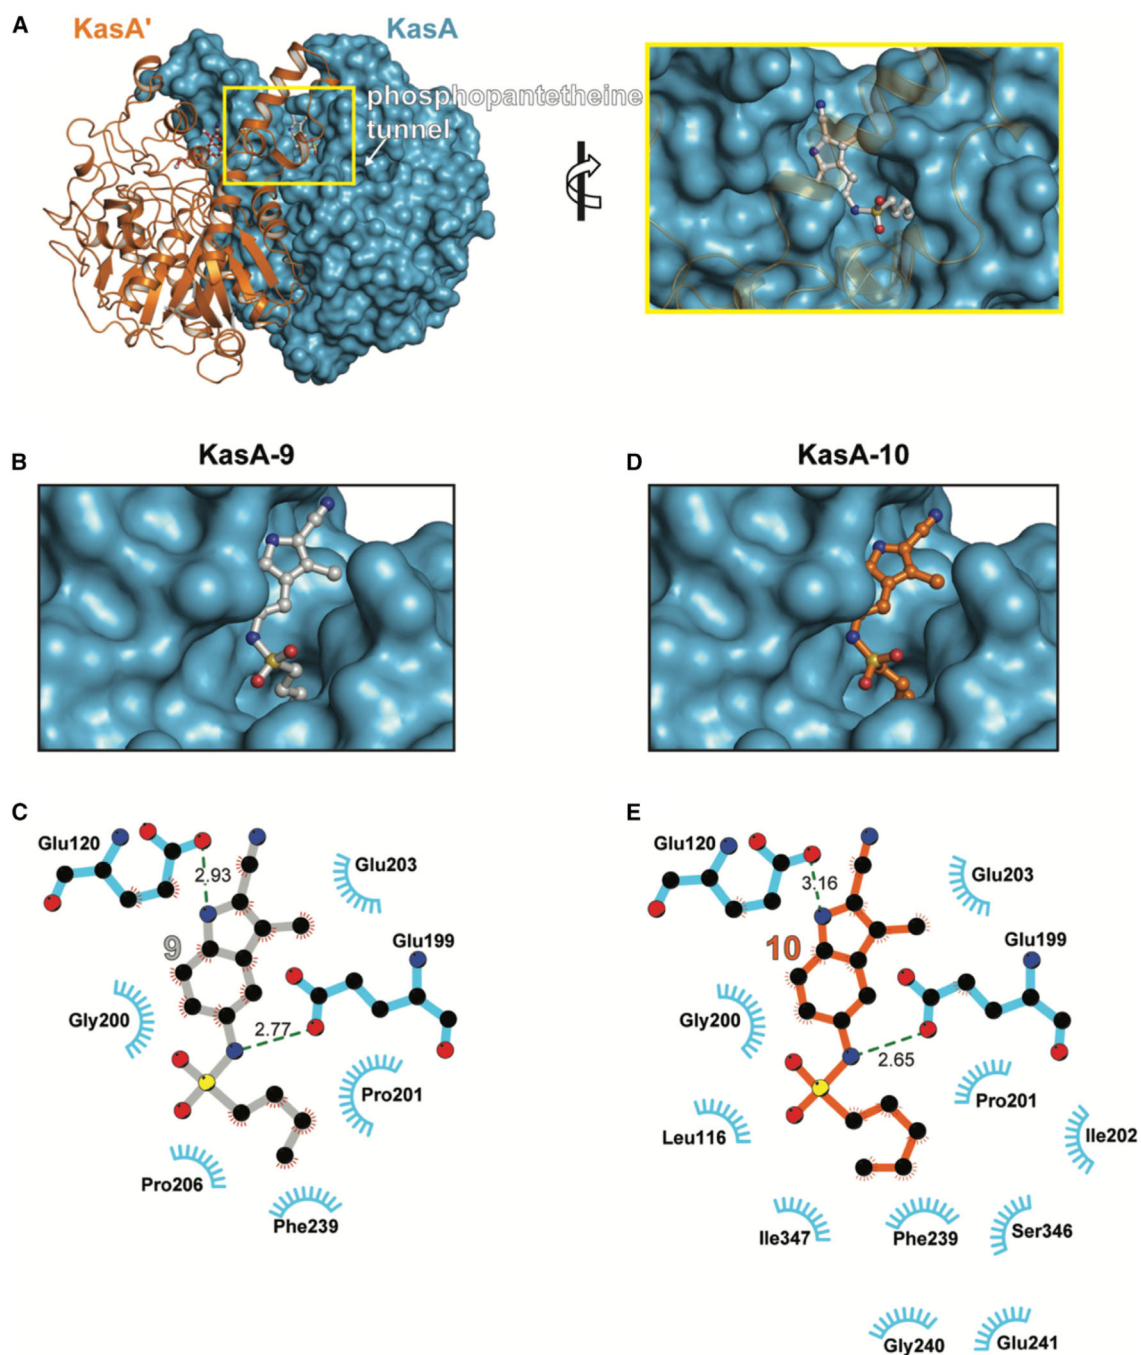 A
KasA'
KasA
phosphopantetheine
tunnel
B
KasA-9
D
KasA-10
C
Glu120
2.93
Glu203
9
Glu199
Gly200
2.77
Pro201
Pro206
Phe239
E
Glu120
3.16
Glu203
10
Glu199
Gly200
2.65
Pro201
Leu116
Ile202
Ile347
Phe239
Ser346
Gly240
Glu241